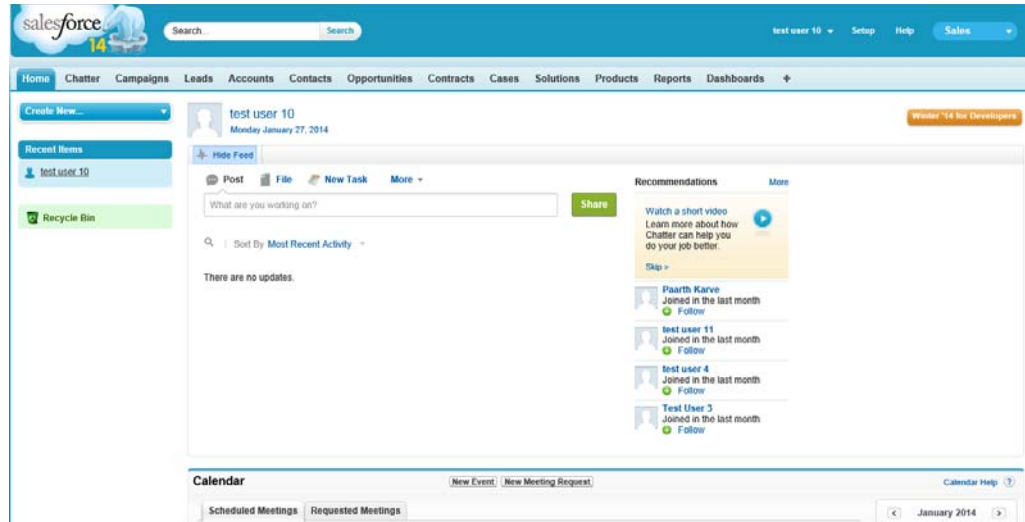 salesforce
14
Search...
Search
test user 10
Setup
Help
Sales
Home
Chatter
Campaigns
Leads
Accounts
Contacts
Opportunities
Contracts
Cases
Solutions
Products
Reports
Dashboards
+
Create New...
Recent Items
test user 10
Recycle Bin
test user 10
Monday January 27, 2014
Winter '14 for Developers
Hide Feed
Post
File
New Task
More
What are you working on?
Share
Sort By Most Recent Activity
There are no updates.
Recommendations
More
Watch a short video
Learn more about how
Chatter can help you
do your job better.
Skip »
Paarth Karve
Joined in the last month
Follow
test user 11
Joined in the last month
Follow
test user 4
Joined in the last month
Follow
Test User 3
Joined in the last month
Follow
Calendar
New Event
New Meeting Request
Calendar Help ?
Scheduled Meetings
Requested Meetings
< January 2014 >